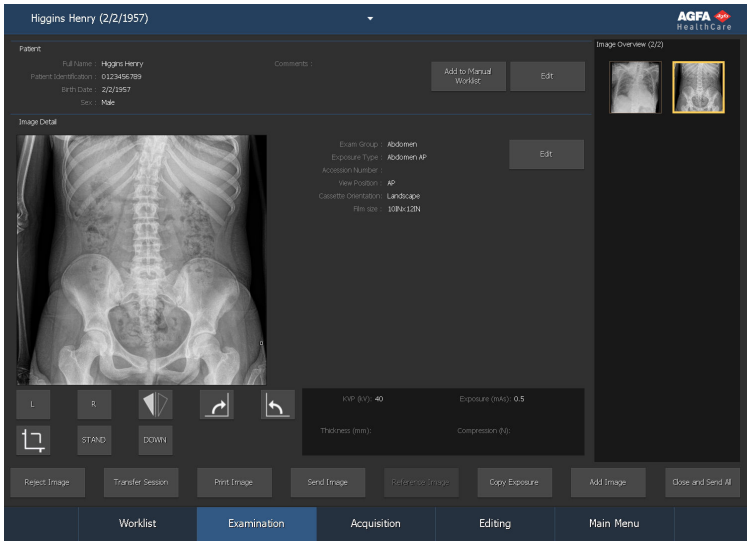 Higgins Henry (2/2/1957)
AGFA
HealthCare
Patient
Full Name : Higgins Henry
Comments :
Patient Identification : 0123456789
Birth Date : 2/2/1957
Sex : Male
Add to Manual
Worklist
Edit
Image Overview (2/2)
Image Detail
Exam Group : Abdomen
Exposure Type : Abdomen AP
Accession Number :
View Position : AP
Cassette Orientation: Landscape
Film size : 10INx12IN
Edit
L
R
STAND
DOWN
KVP (kV): 40
Exposure (mAs): 0.5
Thickness (mm):
Compression (N):
Reject Image
Transfer Session
Print Image
Send Image
Reference Image
Copy Exposure
Add Image
Close and Send All
Worklist
Examination
Acquisition
Editing
Main Menu